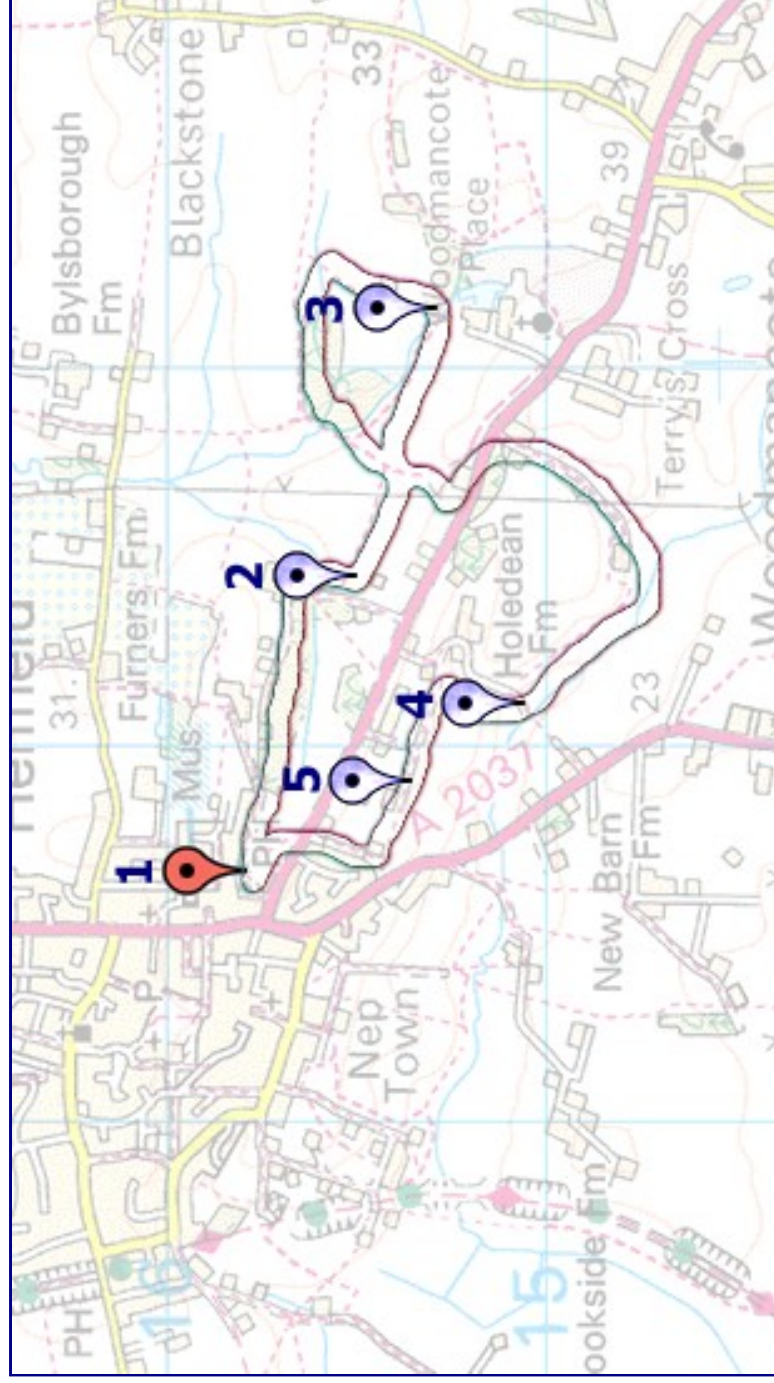 Henfield
31
Bylsborough
Fm
PH
Furners Fm
Blackstone
Mus
P
16
1
2
3
5
4
33
Nep
Town
oodmancote
Place
A 2037
Holedean
Fm
15
39
New Barn
Fm
ookside Fm
23
Terry's Cross
Woodmancote